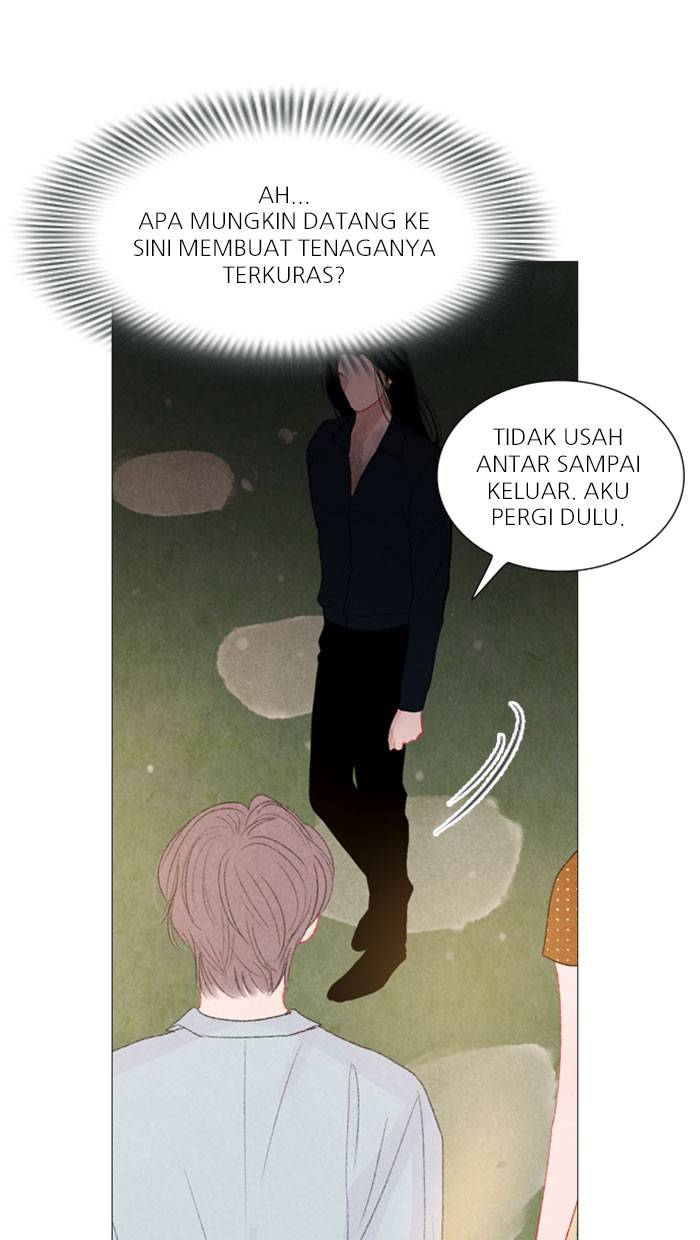 AH...
APA MUNGKIN DATANG KE
SINI MEMBUAT TENAGANYA
TERKURAS?
TIDAK USAH
ANTAR SAMPAI
KELUAR. AKU
PERGI DULU.